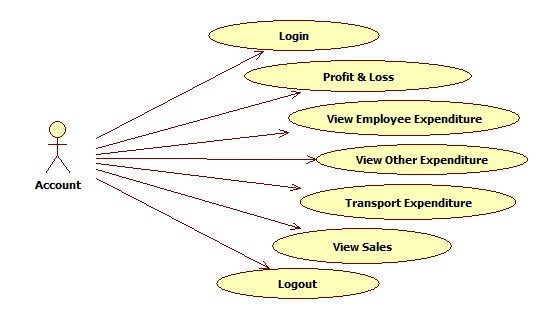 Login
Profit & Loss
View Employee Expenditure
View Other Expenditure
Account
Transport Expenditure
View Sales
Logout